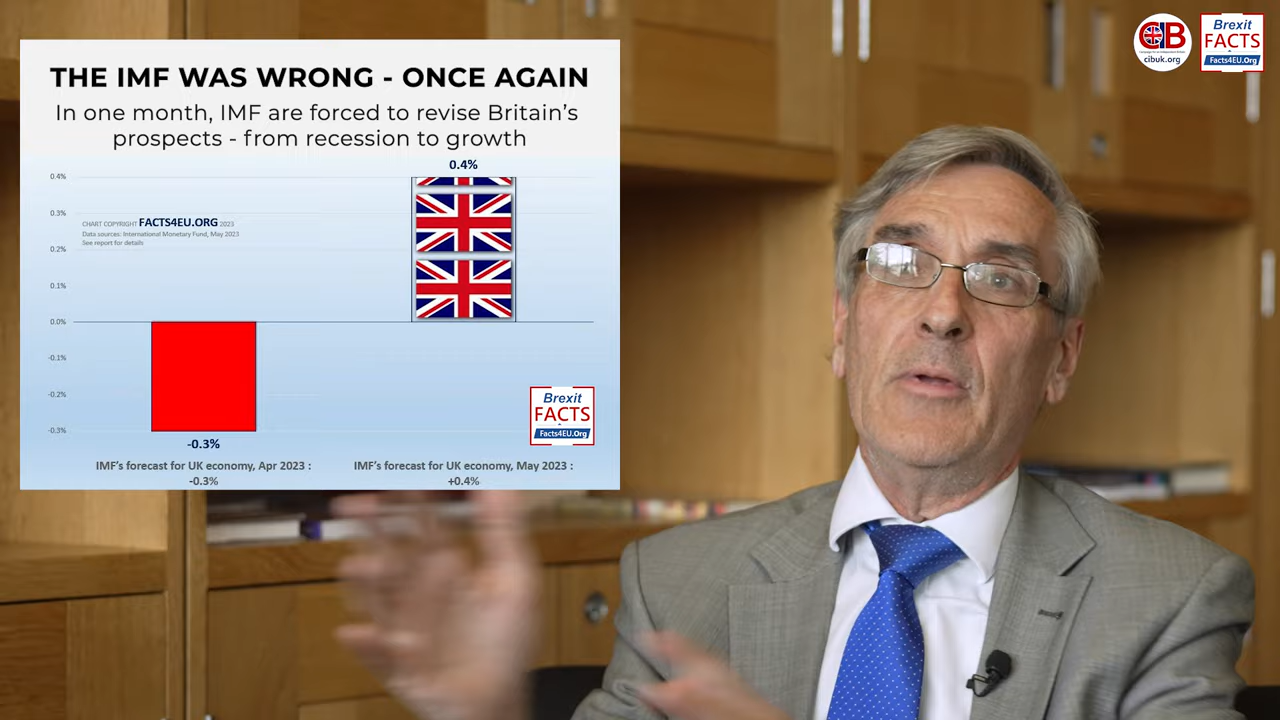 THE IMF WAS WRONG - ONCE AGAIN
In one month, IMF are forced to revise Britain's
prospects - from recession to growth
0.4%
0.4%
0.3%
0.2%
0.1%
0.0%
-0.1%
-0.2%
-0.3%
CHART COPYRIGHT FACTS4EU.ORG 2023
Data sources: International Monetary Fund, May 2023
See report for details
-0.3%
IMF's forecast for UK economy, Apr 2023 :
-0.3%
IMF's forecast for UK economy, May 2023 :
+0.4%
Brexit
FACTS
Facts4EU.Org
CIB
cibuk.org
Brexit
FACTS
Facts4EU.Org